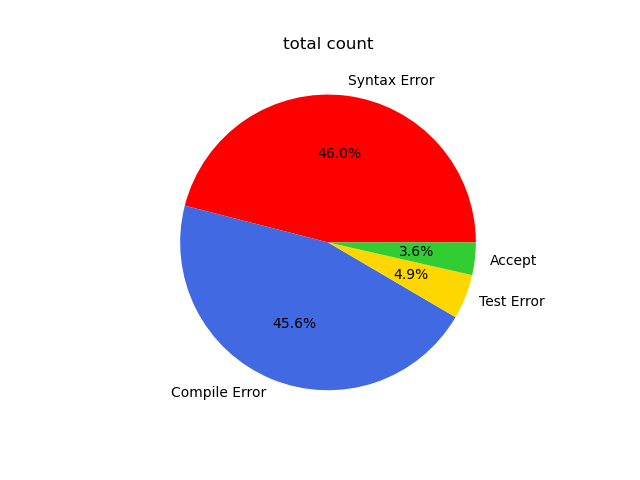 total count
Syntax Error
46.0%
3.6%
Accept
4.9%
Test Error
45.6%
Compile Error